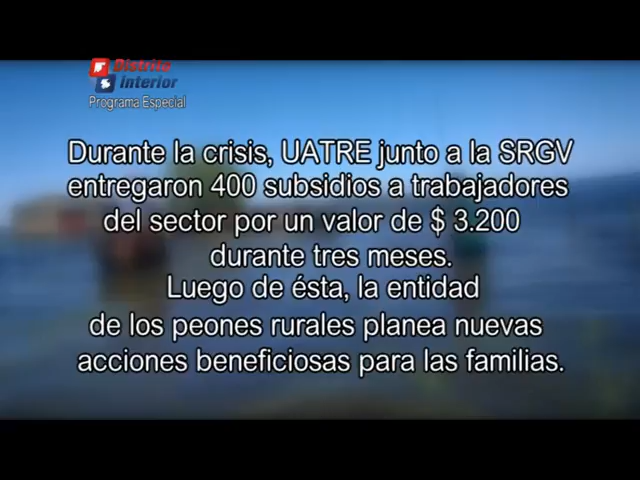 Distrito
Interior
Programa Especial
Durante la crisis, UATRE junto a la SRGV
entregaron 400 subsidios a trabajadores
del sector por un valor de $ 3.200
durante tres meses.
Luego de ésta, la entidad
de los peones rurales planea nuevas
acciones beneficiosas para las familias.